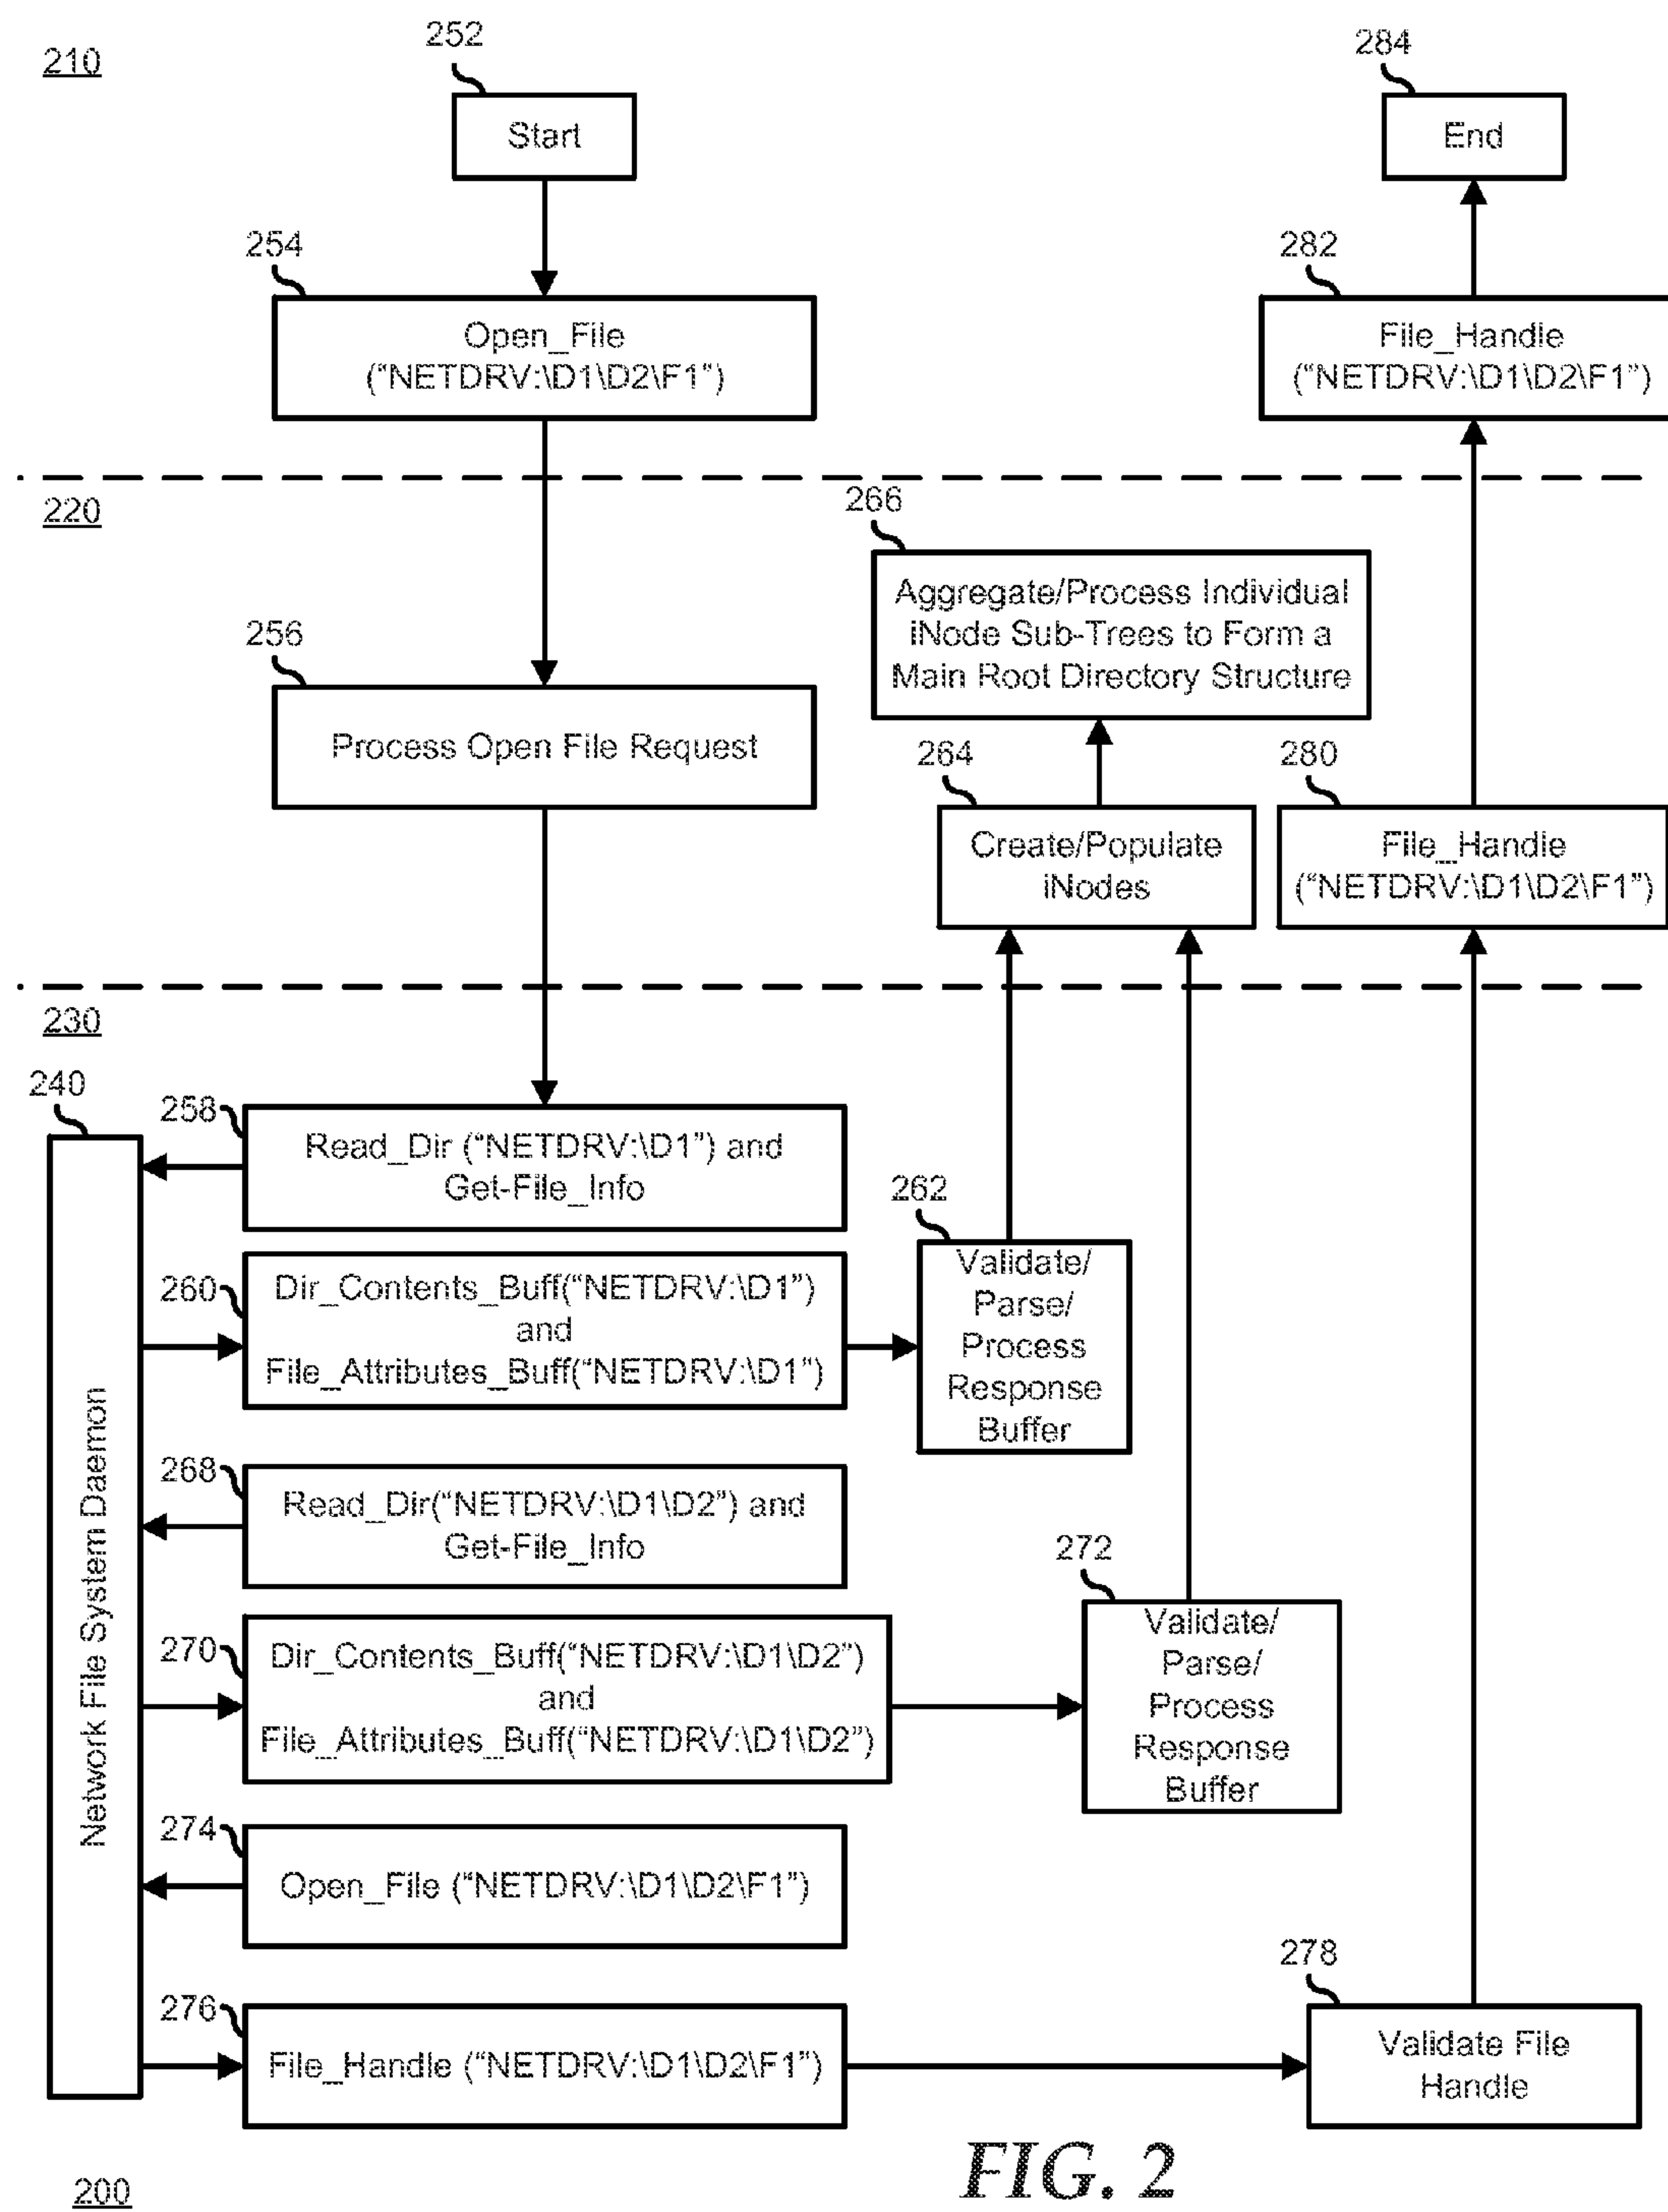 210
252
Start
284
End
254
Open_File
(“NETDRV:\D1\D2\F1”)
282
File_Handle
(“NETDRV:\D1\D2\F1”)
220
266
Aggregate/Process Individual
iNode Sub-Trees to Form a
Main Root Directory Structure
256
Process Open File Request
264
Create/Populate
iNodes
280
File_Handle
(“NETDRV:\D1\D2\F1”)
230
240
Network File System Daemon
258
Read_Dir (“NETDRV:\D1”) and
Get-File_Info
260
Dir_Contents_Buff(“NETDRV:\D1”)
and
File_Attributes_Buff(“NETDRV:\D1”)
262
Validate/
Parse/
Process
Response
Buffer
268
Read_Dir(“NETDRV:\D1\D2”) and
Get-File_Info
270
Dir_Contents_Buff(“NETDRV:\D1\D2”)
and
File_Attributes_Buff(“NETDRV:\D1\D2”)
272
Validate/
Parse/
Process
Response
Buffer
274
Open_File (“NETDRV:\D1\D2\F1”)
276
File_Handle (“NETDRV:\D1\D2\F1”)
278
Validate File
Handle
FIG. 2
200